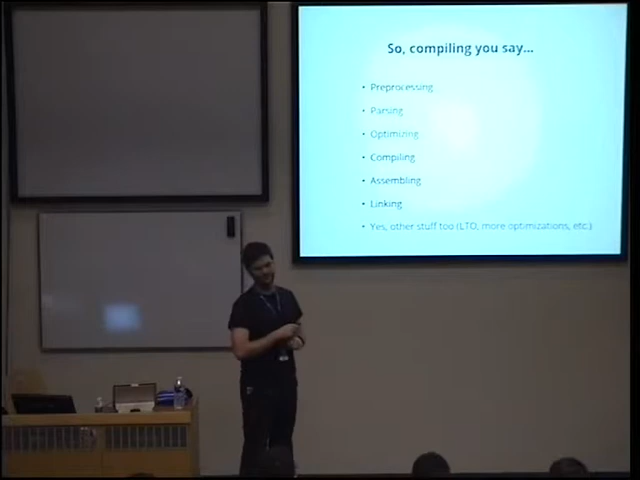 So, compiling you say...
• Preprocessing
• Parsing
• Optimizing
• Compiling
• Assembling
• Linking
• Yes, other stuff too (LTO, more optimizations, etc.)